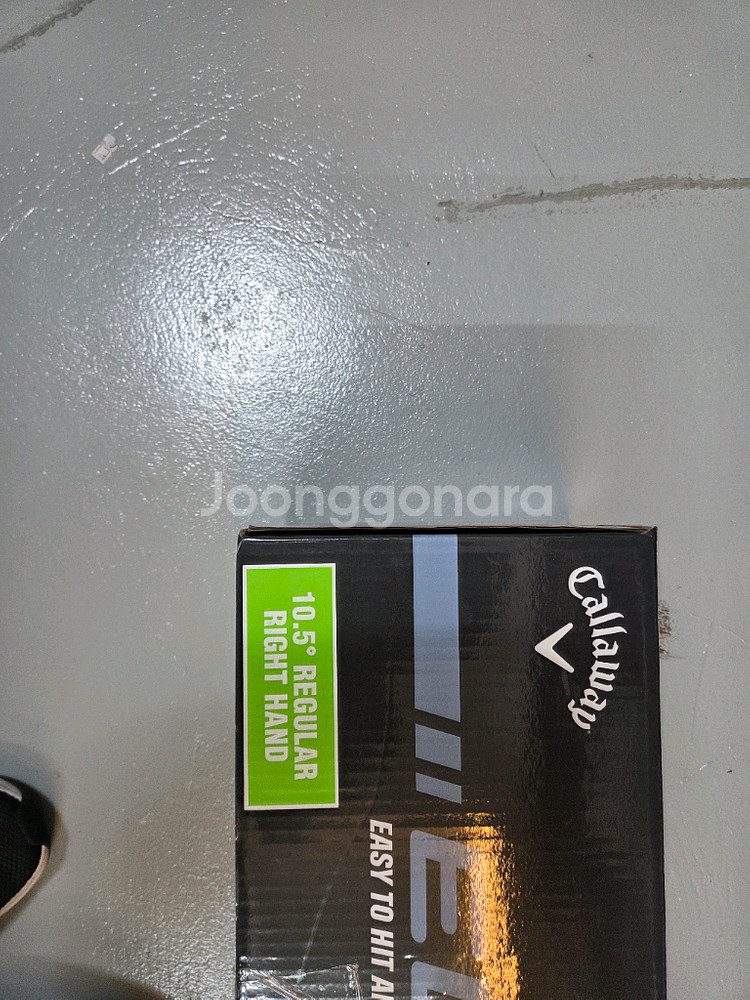 Joonggonara
Callaway
10.5° REGULAR
RIGHT HAND
EASY TO HIT